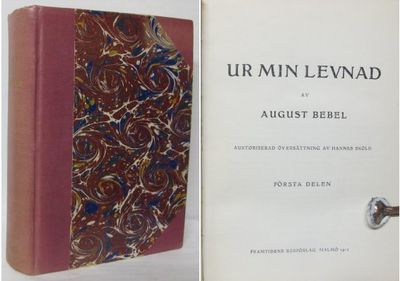 UR MIN LEVNAD
AV
AUGUST BEBEL
AUKTORISERAD ÖVERSÄTTNING AV HANNES SKÖLD
FÖRSTA DELEN
FRAMTIDENS BOKFÖRLAG, MALMÖ